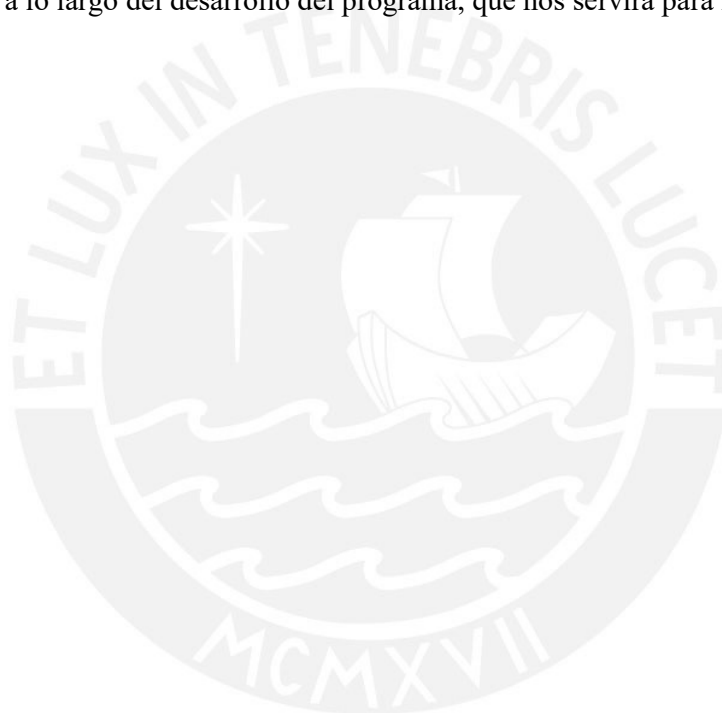 a lo largo del desarrollo del programa, que nos servirá para
ET LUX IN TENEBRIS LUCET
MCMXVII